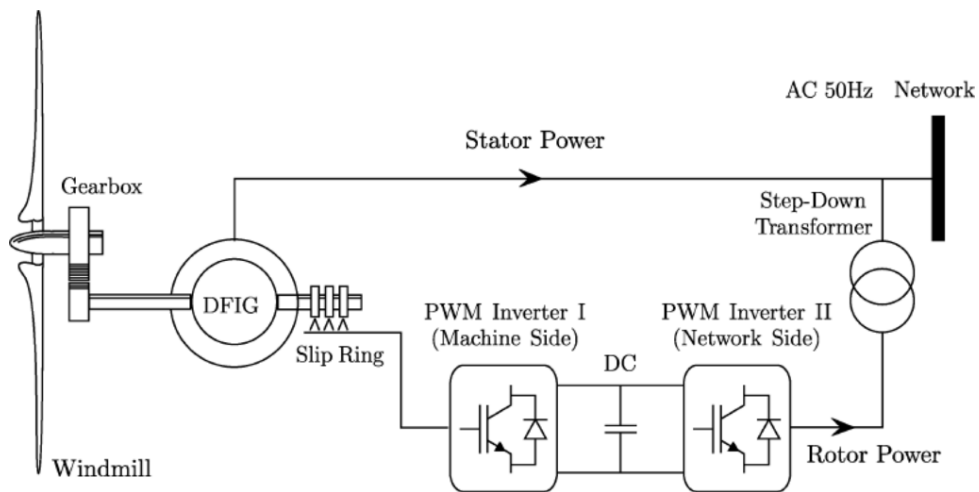 AC 50Hz Network
Stator Power
Gearbox
Step-Down
Transformer
DFIG
PWM Inverter I
(Machine Side)
PWM Inverter II
(Network Side)
Slip Ring
DC
Rotor Power
Windmill